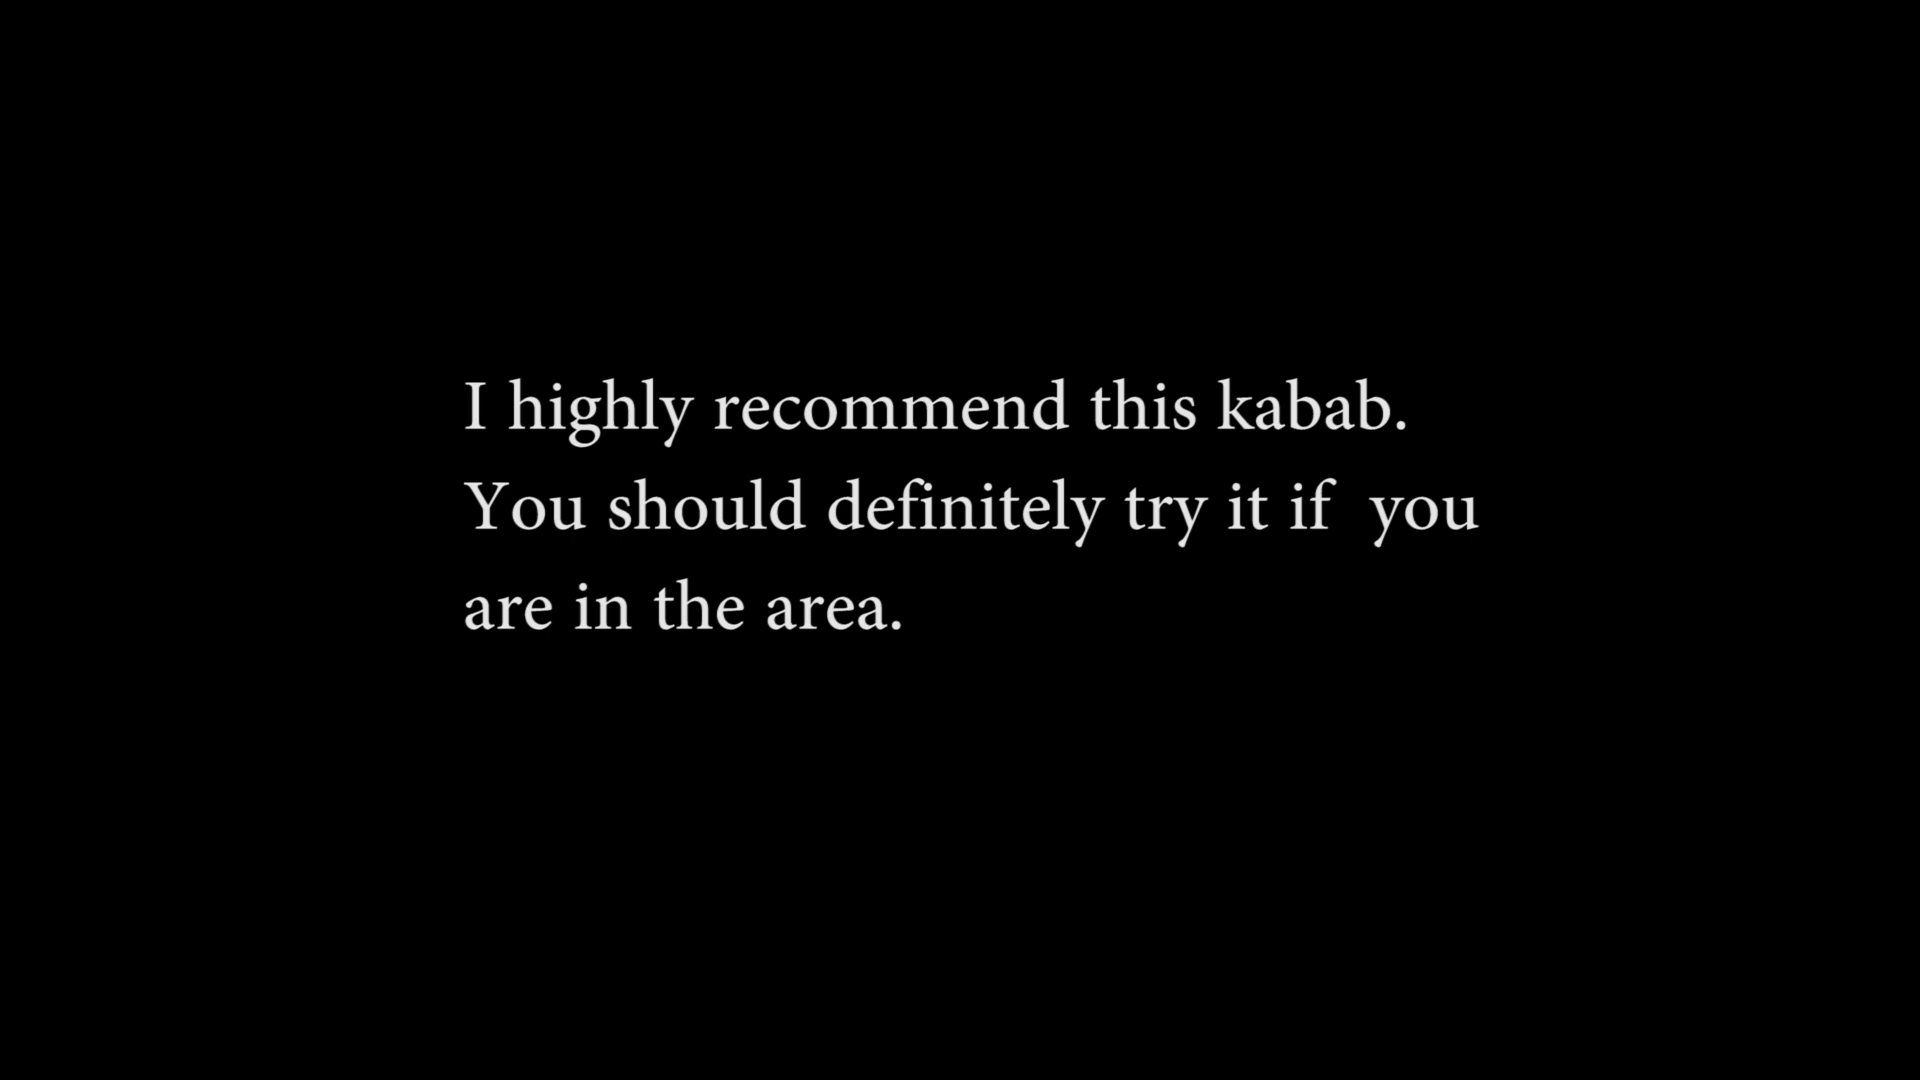 I highly recommend this kabab.
You should definitely try it if  you
are in the area.